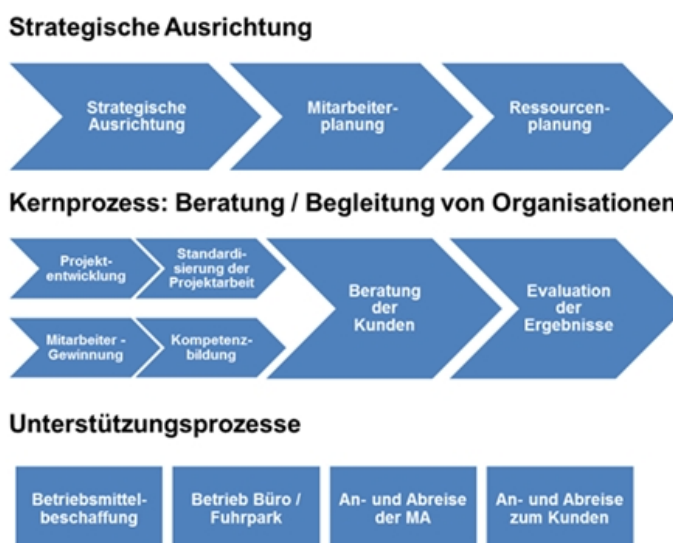 Strategische Ausrichtung
Strategische
Ausrichtung
Mitarbeiter-
planung
Ressourcen-
planung
Kernprozess: Beratung / Begleitung von Organisationen
Projekt-
entwicklung
Standardi-
sierung der
Projektarbeit
Mitarbeiter -
Gewinnung
Kompetenz-
bildung
Beratung
der
Kunden
Evaluation
der
Ergebnisse
Unterstützungsprozesse
Betriebsmittel-
beschaffung
Betrieb Büro /
Fuhrpark
An- und Abreise
der MA
An- und Abreise
zum Kunden